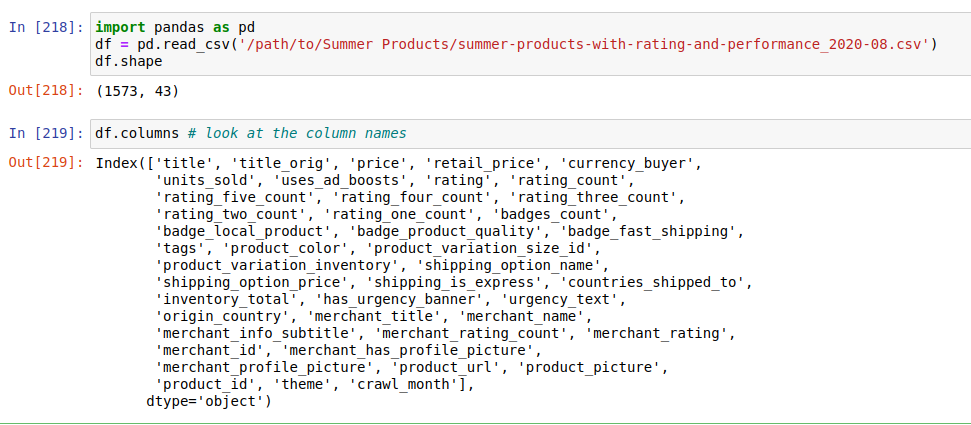 In [218]: import pandas as pd
df = pd.read_csv('/path/to/Summer Products/summer-products-with-rating-and-performance_2020-08.csv')
df.shape
Out[218]: (1573, 43)
In [219]: df.columns # look at the column names
Out[219]: Index(['title', 'title_orig', 'price', 'retail_price', 'currency_buyer',
'units_sold', 'uses_ad_boosts', 'rating', 'rating_count',
'rating_five_count', 'rating_four_count', 'rating_three_count',
'rating_two_count', 'rating_one_count', 'badges_count',
'badge_local_product', 'badge_product_quality', 'badge_fast_shipping',
'tags', 'product_color', 'product_variation_size_id',
'product_variation_inventory', 'shipping_option_name',
'shipping_option_price', 'shipping_is_express', 'countries_shipped_to',
'inventory_total', 'has_urgency_banner', 'urgency_text',
'origin_country', 'merchant_title', 'merchant_name',
'merchant_info_subtitle', 'merchant_rating_count', 'merchant_rating',
'merchant_id', 'merchant_has_profile_picture',
'merchant_profile_picture', 'product_url', 'product_picture',
'product_id', 'theme', 'crawl_month'],
dtype='object')